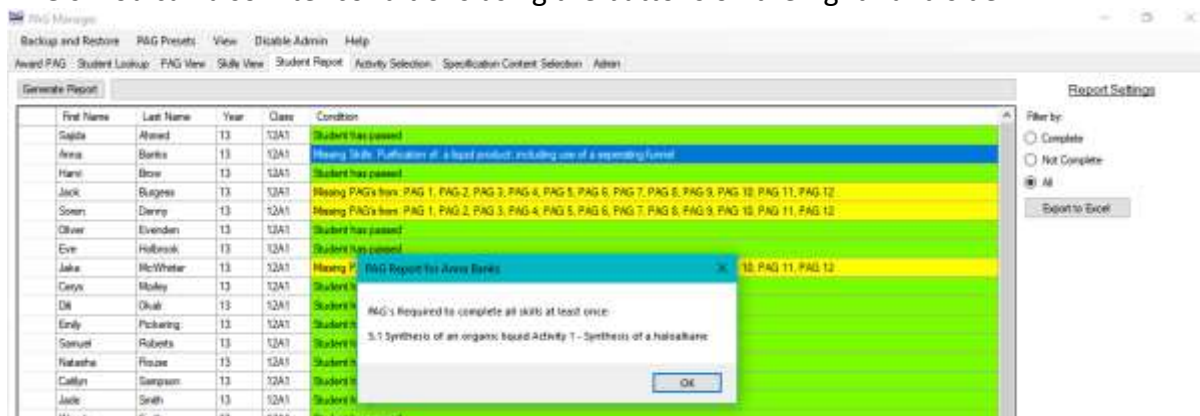 PAG Manager
Backup and Restore PAG Presets View Disable Admin Help
Award PAG Student Lookup PAG View Skills View Student Report Activity Selection Specification Content Selection Admin
Generate Report
Report Settings
First Name Last Name Year Class Condition
Filter by:
Sajida Ahmed 13 12A1 Student has passed
Complete
Anna Banks 13 12A1 Missing Skills: Purification of: a liquid product, including use of a seperating funnel
Not Complete
Harvi 13 12A1 Student has passed
All
Jack Burgess 13 12A1 Missing PAG's from: PAG 1, PAG 2, PAG 3, PAG 4, PAG 5, PAG 6, PAG 7, PAG 8, PAG 9, PAG 10, PAG 11, PAG 12
Export to Excel
Soren Denny 13 12A1 Missing PAG's from: PAG 1, PAG 2, PAG 3, PAG 4, PAG 5, PAG 6, PAG 7, PAG 8, PAG 9, PAG 10, PAG 11, PAG 12
Oliver Evenden 13 12A1 Student has passed
Eve Holbrook 13 12A1 Student has passed
Jake McWheter 13 12A1 Missing P 10, PAG 11, PAG 12
PAG Report for Anna Banks
Cerys Morley 13 12A1 Student h
Dili Okali 13 12A1 Student h
PAG's Required to complete all skills at least once:
Emily Pickering 13 12A1 Student h
5.1 Synthesis of an organic liquid Activity 1 - Synthesis of a haloalkane
Samuel Roberts 13 12A1 Student h
Natasha Rouse 13 12A1 Student h
Caitlyn Sampson 13 12A1 Student h
OK
Jade Smith 13 12A1 Student h